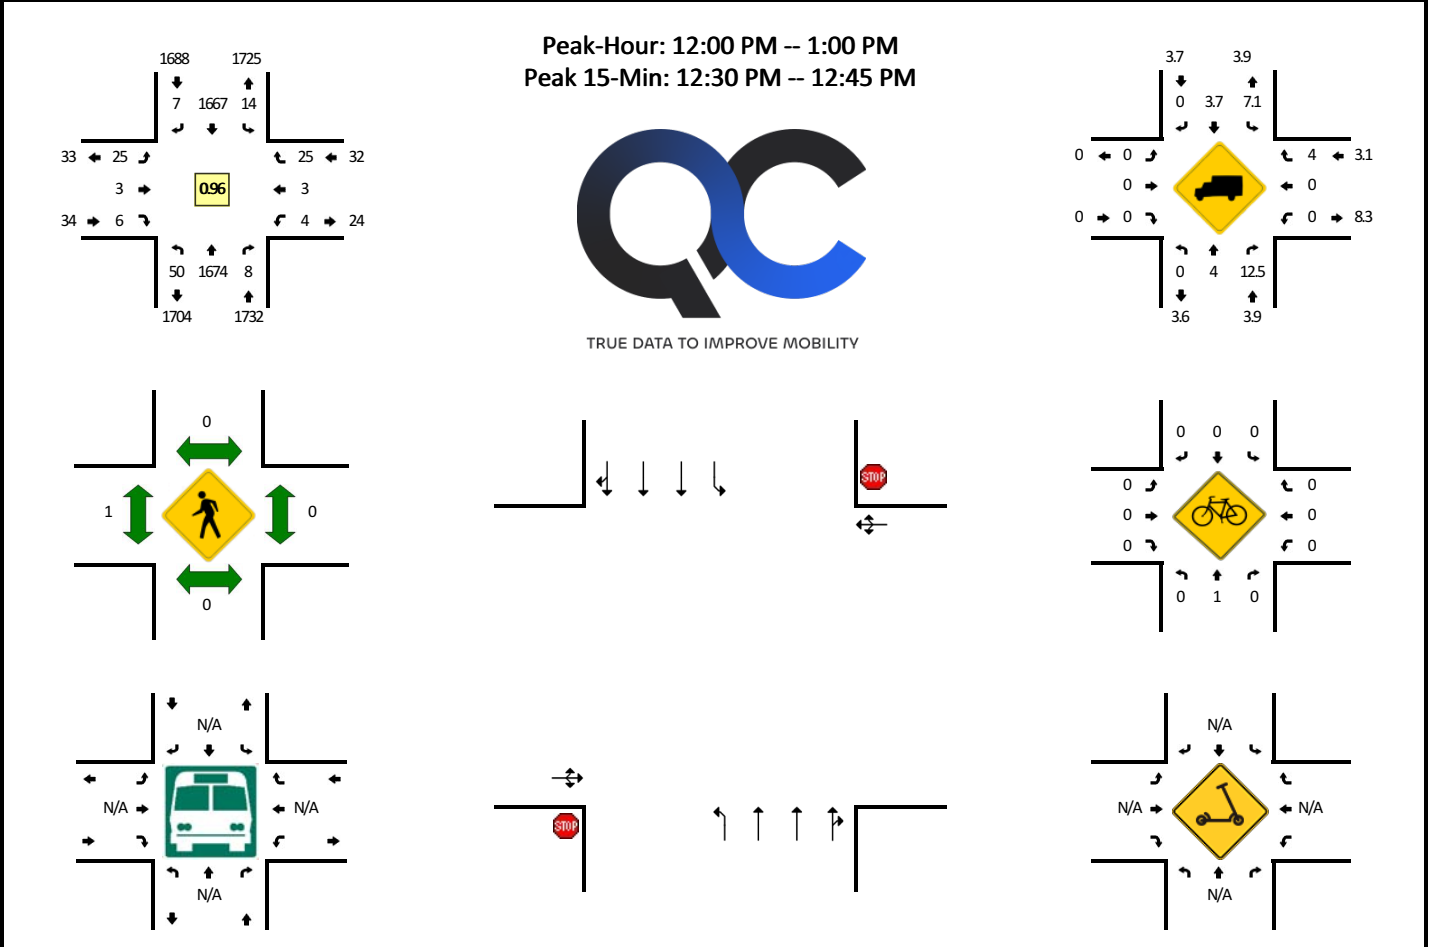 Peak-Hour: 12:00 PM -- 1:00 PM
Peak 15-Min: 12:30 PM -- 12:45 PM
1688 1725
7 1667 14
33 25 25 32
3 0.96 3
34 6 4 24
50 1674 8
1704 1732
QC
TRUE DATA TO IMPROVE MOBILITY
3.7 3.9
0 3.7 7.1
0 0 4 3.1
0 0
0 0 0 8.3
0 4 12.5
3.6 3.9
0
1 0
0
STOP
STOP
0 0 0
0 0
0 0
0 0
0 1 0
N/A
N/A N/A
N/A
N/A
N/A N/A
N/A